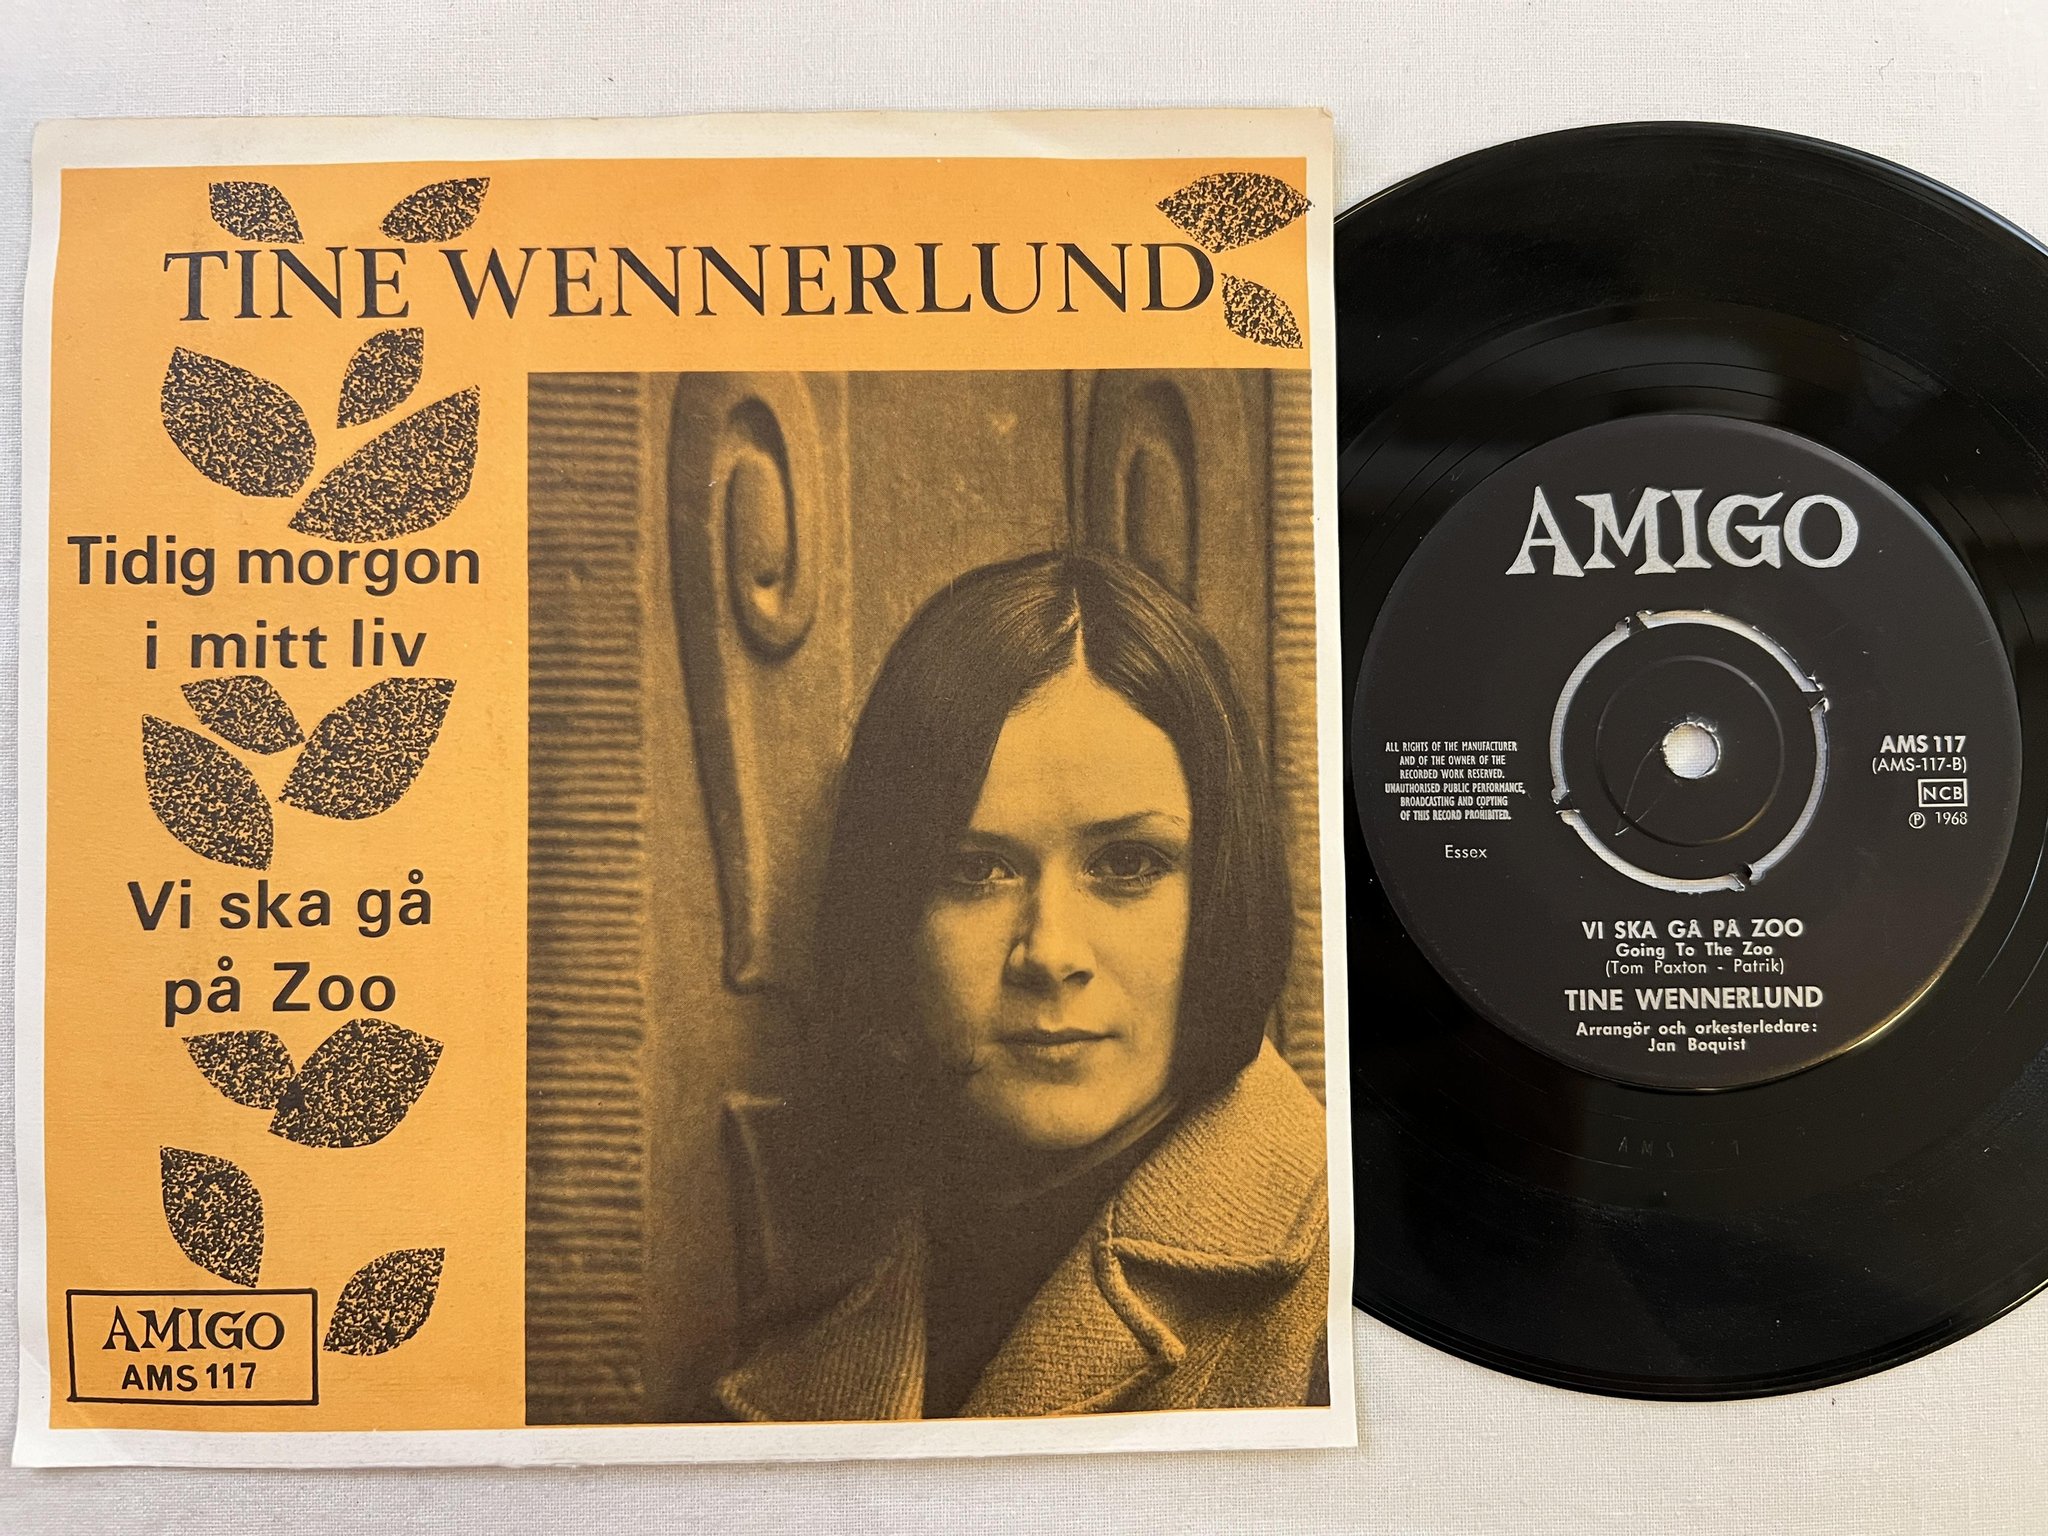 TINE WENNERLUND
Tidig morgon
i mitt liv
Vi ska gå
på Zoo
AMIGO
AMS 117
AMIGO
ALL RIGHTS OF THE MANUFACTURER
AND OF THE OWNER OF THE
RECORDED WORK RESERVED.
UNAUTHORISED PUBLIC PERFORMANCE,
BROADCASTING AND COPYING
OF THIS RECORD PROHIBITED.
Essex
AMS 117
(AMS-117-B)
NCB
℗ 1968
VI SKA GÅ PÅ ZOO
Going To The Zoo
(Tom Paxton - Patrik)
TINE WENNERLUND
Arrangör och orkesterledare:
Jan Boquist
AMS